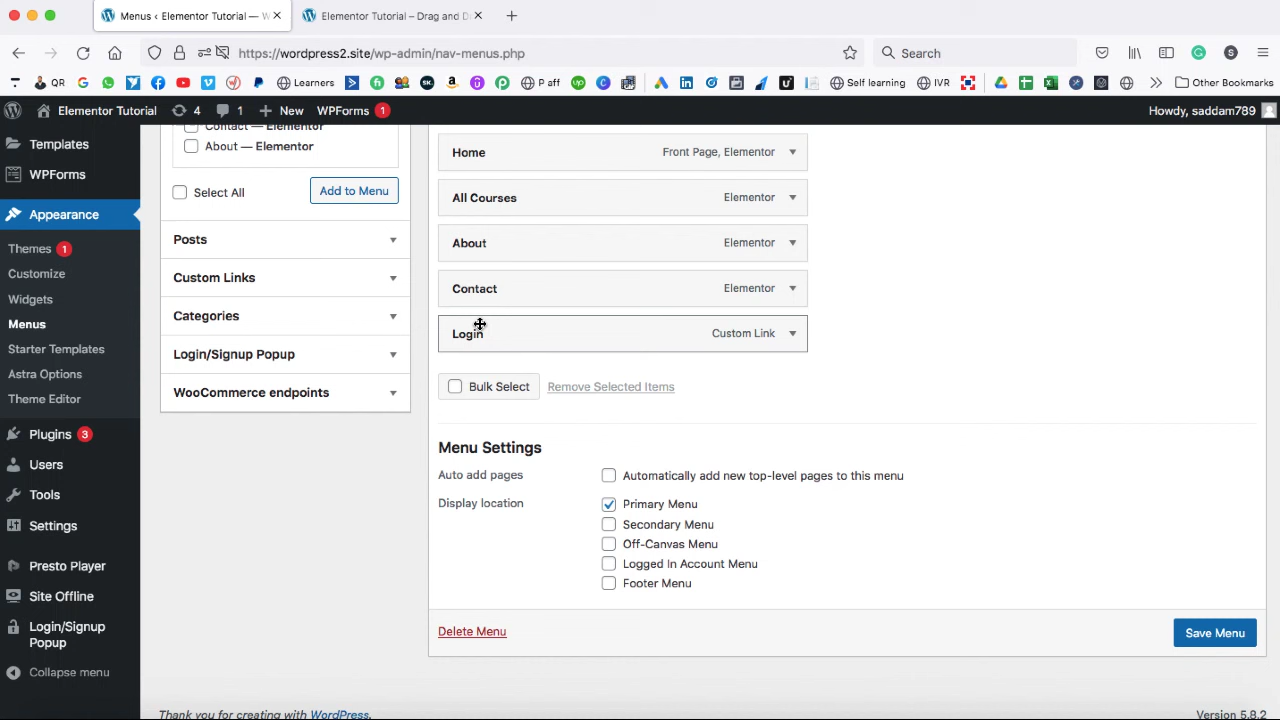 Menus ‹ Elementor Tutorial — W
Elementor Tutorial – Drag and D
https://wordpress2.site/wp-admin/nav-menus.php
Search
QR
Learners
P aff
Self learning
IVR
Other Bookmarks
Elementor Tutorial
4
1
New
WPForms 1
Howdy, saddam789
Templates
WPForms
Appearance
Themes 1
Customize
Widgets
Menus
Starter Templates
Astra Options
Theme Editor
Plugins 3
Users
Tools
Settings
Presto Player
Site Offline
Login/Signup
Popup
Collapse menu
Contact — Elementor
About — Elementor
Select All
Add to Menu
Posts
Custom Links
Categories
Login/Signup Popup
WooCommerce endpoints
Home Front Page, Elementor
All Courses Elementor
About Elementor
Contact Elementor
Login Custom Link
Bulk Select Remove Selected Items
Menu Settings
Auto add pages Automatically add new top-level pages to this menu
Display location Primary Menu
Secondary Menu
Off-Canvas Menu
Logged In Account Menu
Footer Menu
Delete Menu Save Menu
Thank you for creating with WordPress.
Version 5.8.2